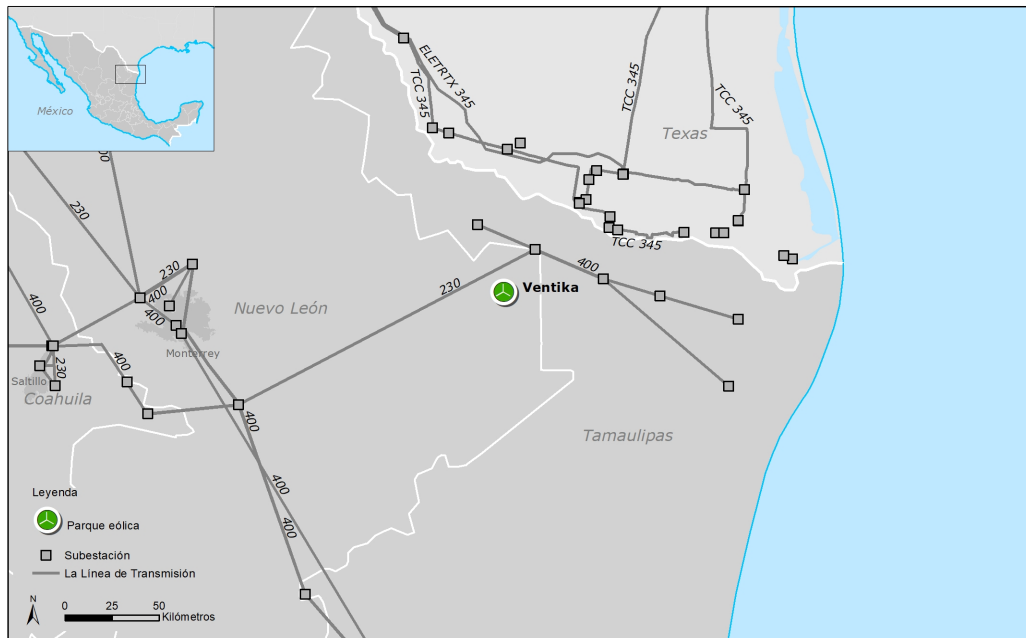 México
ELETRTX 345
TCC 345
TCC 345
TCC 345
Texas
TCC 345
00
230
230
400
400
400
Nuevo León
Monterrey
230
400
Ventika
400
230
Saltillo
Coahuila
400
400
400
400
Tamaulipas
Leyenda
Parque eólica
Subestación
La Línea de Transmisión
N
0 25 50
Kilómetros